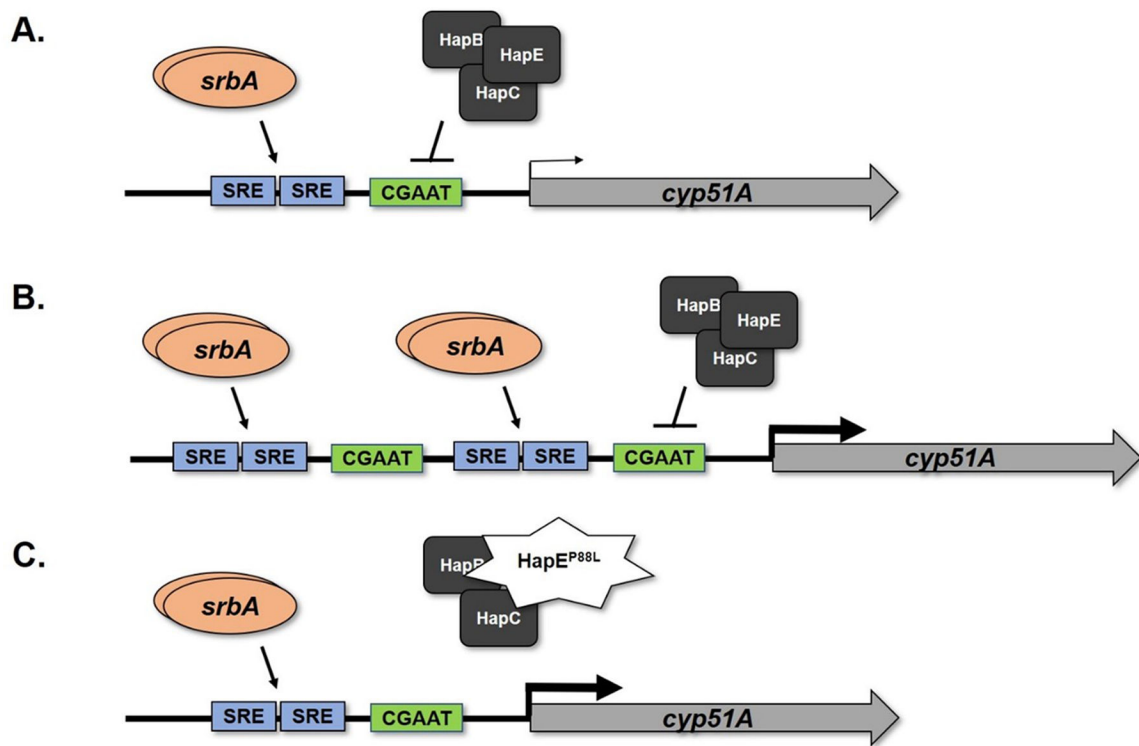 A.
srbA
HapB
HapE
HapC
SRE SRE CGAAT cyp51A
B.
srbA srbA
HapB
HapE
HapC
SRE SRE CGAAT SRE SRE CGAAT cyp51A
C.
srbA
HapE^P88L
HapC
SRE SRE CGAAT cyp51A